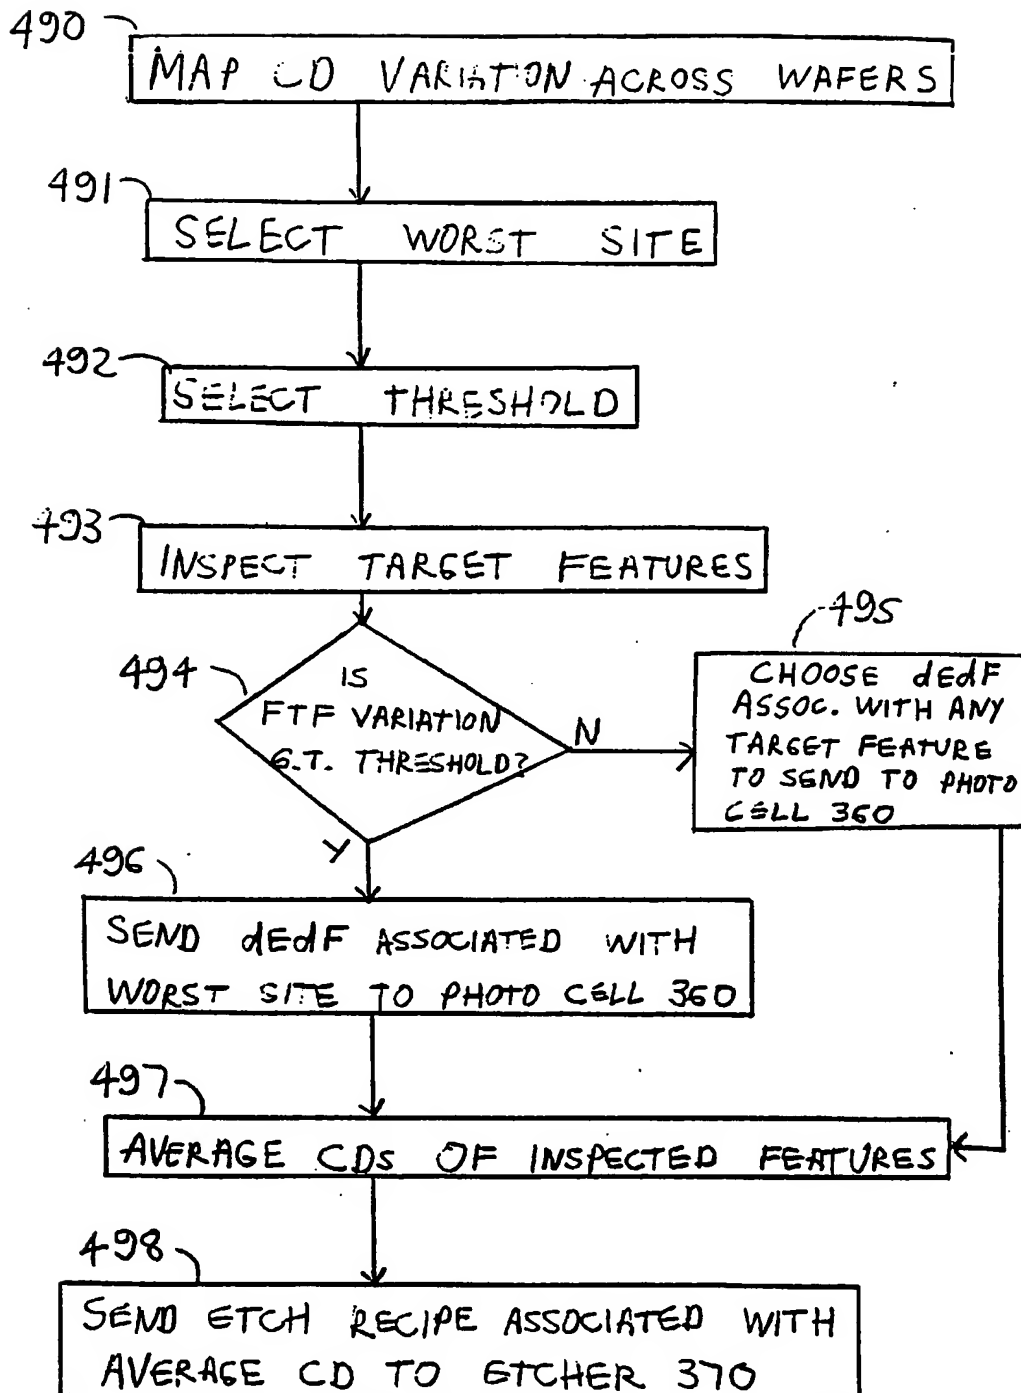 490
MAP CD VARIATION ACROSS WAFERS
491
SELECT WORST SITE
492
SELECT THRESHOLD
493
INSPECT TARGET FEATURES
494
IS
FTF VARIATION
G.T. THRESHOLD?
N
495
CHOOSE dEdF
ASSOC. WITH ANY
TARGET FEATURE
TO SEND TO PHOTO
CELL 360
Y
496
SEND dEdF ASSOCIATED WITH
WORST SITE TO PHOTO CELL 360
497
AVERAGE CDs OF INSPECTED FEATURES
498
SEND ETCH RECIPE ASSOCIATED WITH
AVERAGE CD TO ETCHER 370